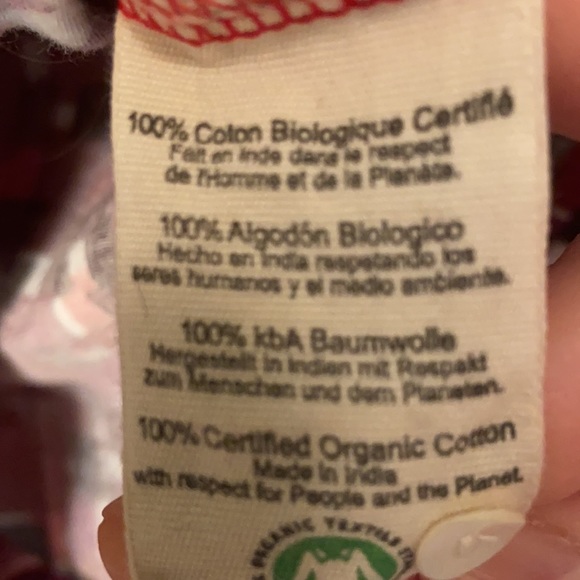 100% Coton Biologique Certifié
Fait en Inde dans le respect
de l'Homme et de la Planète.
100% Algodón Biologico
Hecho en India respetando los
seres humanos y el medio ambiente.
100% kbA Baumwolle
Hergestellt in Indien mit Respekt
zum Menschen und dem Planeten.
100% Certified Organic Cotton
Made in India
with respect for People and the Planet.
ORGANIC TEXTILE